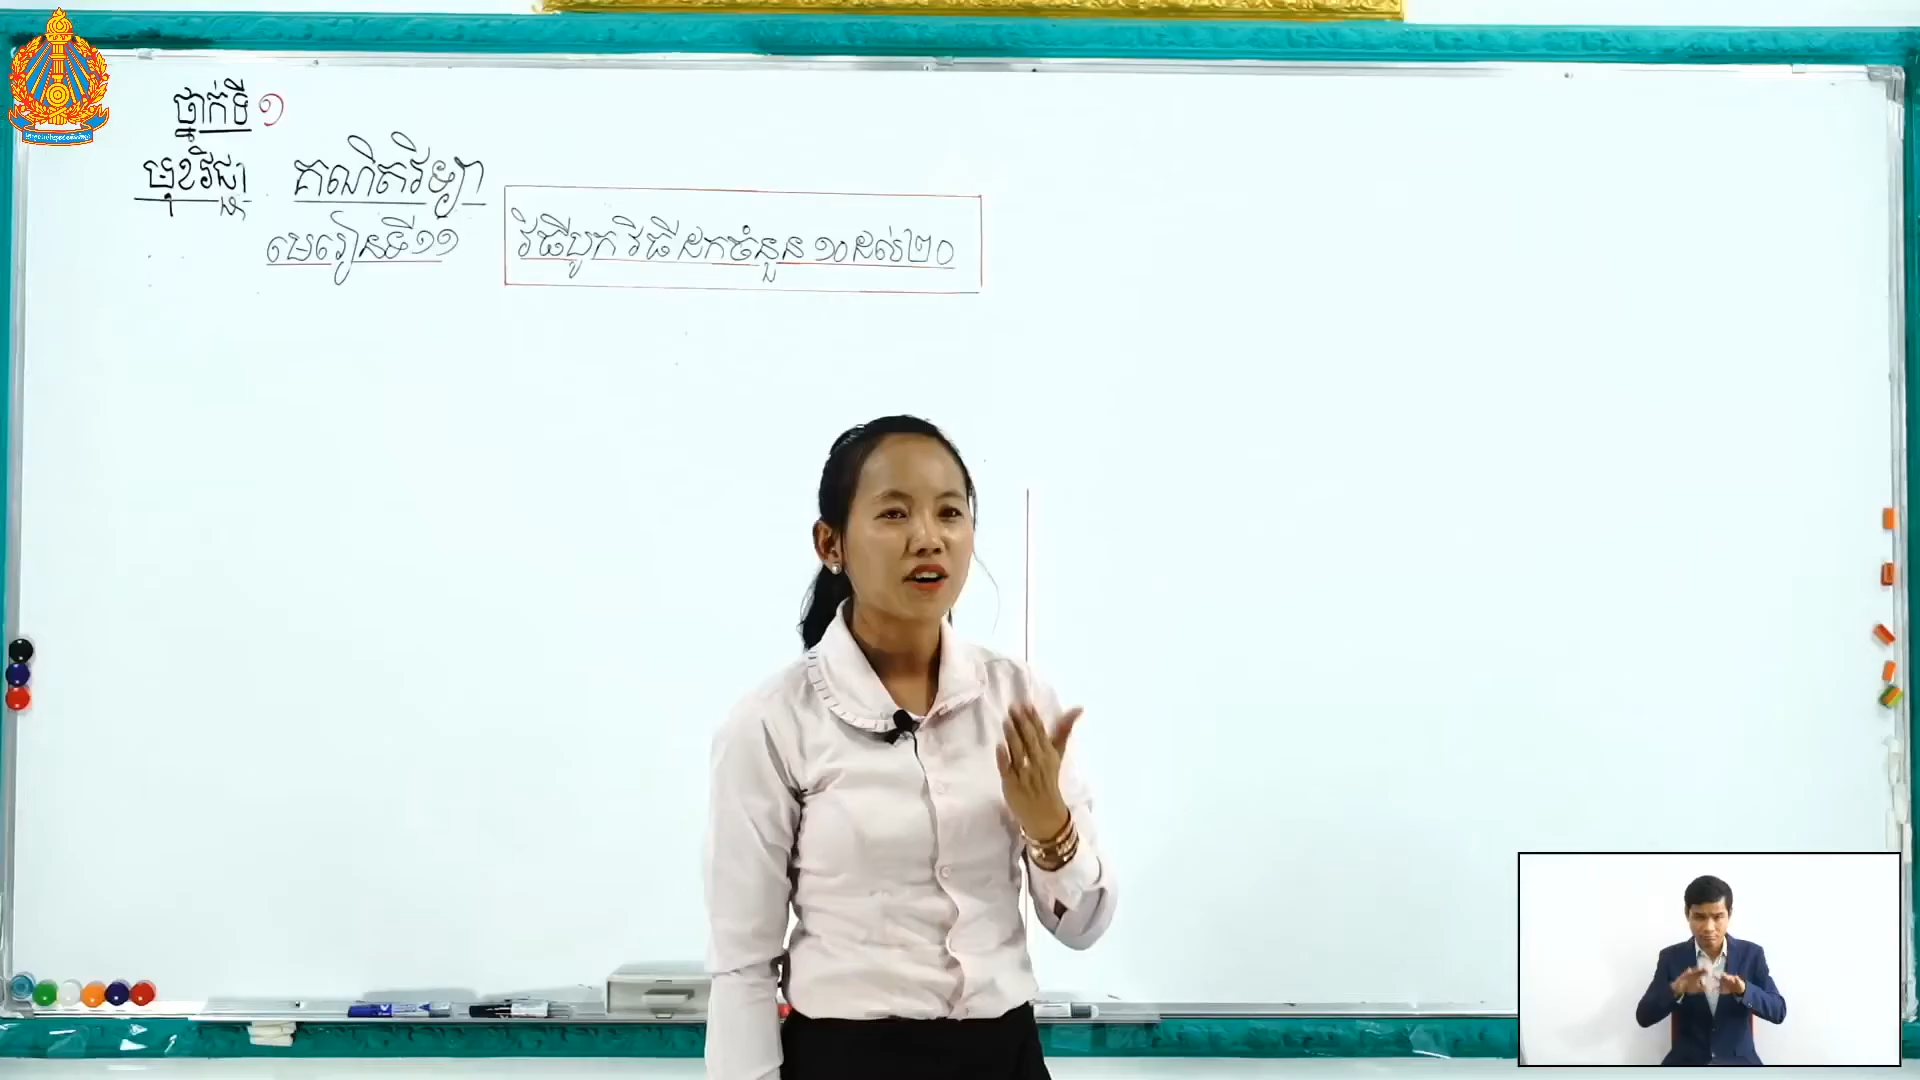 ថ្នាក់ទី ១
មុខវិជ្ជា គណិតវិទ្យា
មេរៀនទី១១ វិធីបូក វិធីដកចំនួន ១០ដល់២០